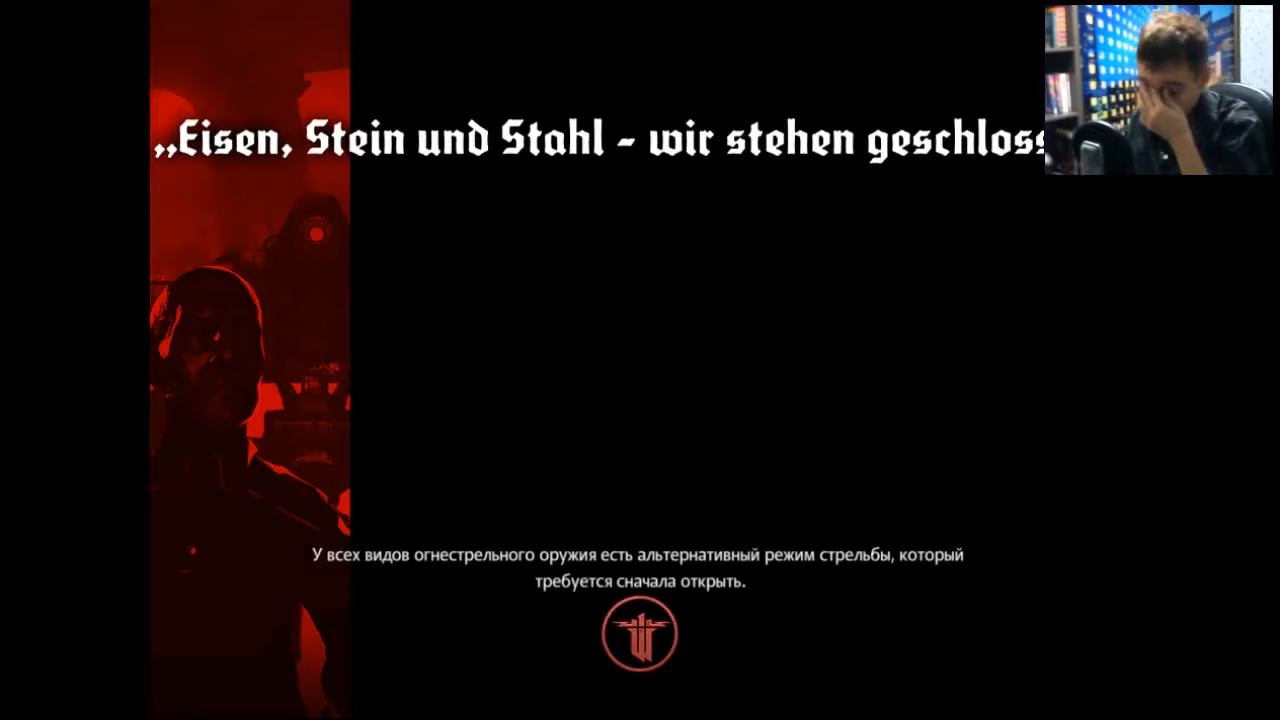 „Eisen, Stein und Stahl - wir stehen geschloss
У всех видов огнестрельного оружия есть альтернативный режим стрельбы, который
требуется сначала открыть.